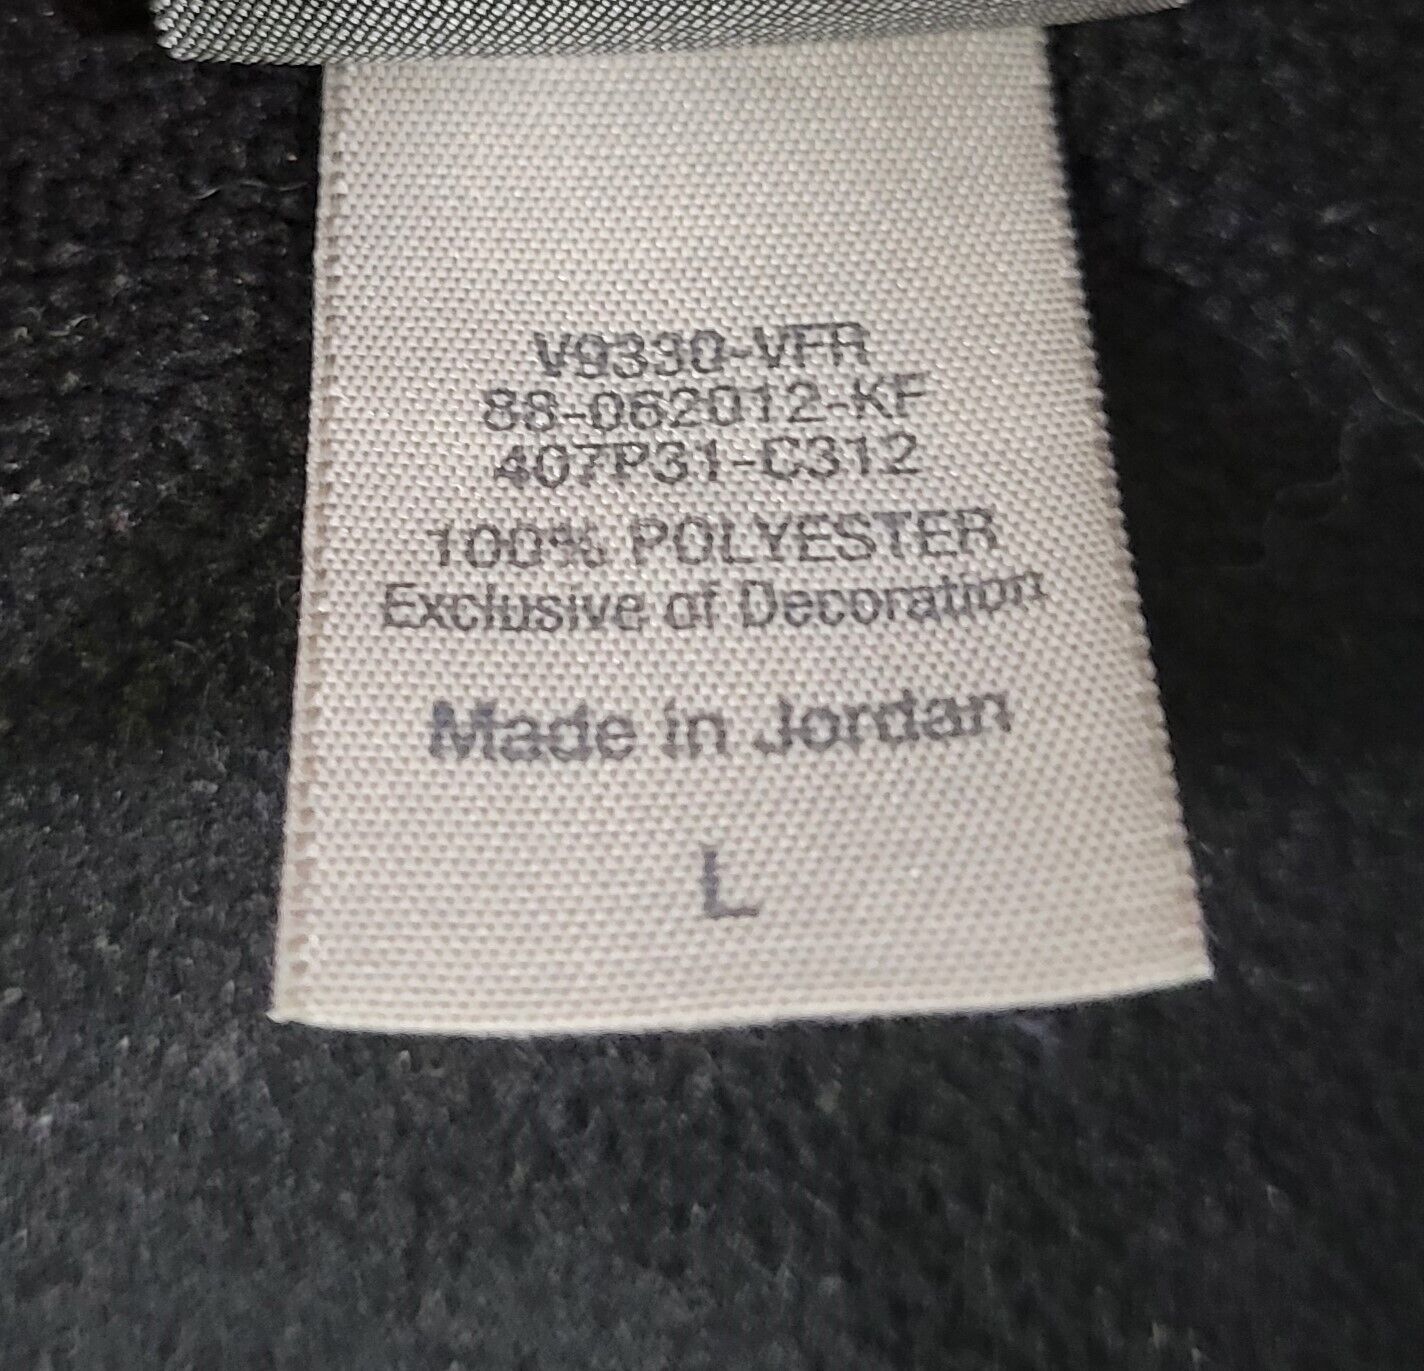 V9330-VFR
88-062012-KF
407P31-C312
100% POLYESTER
Exclusive of Decoration
Made in Jordan
L